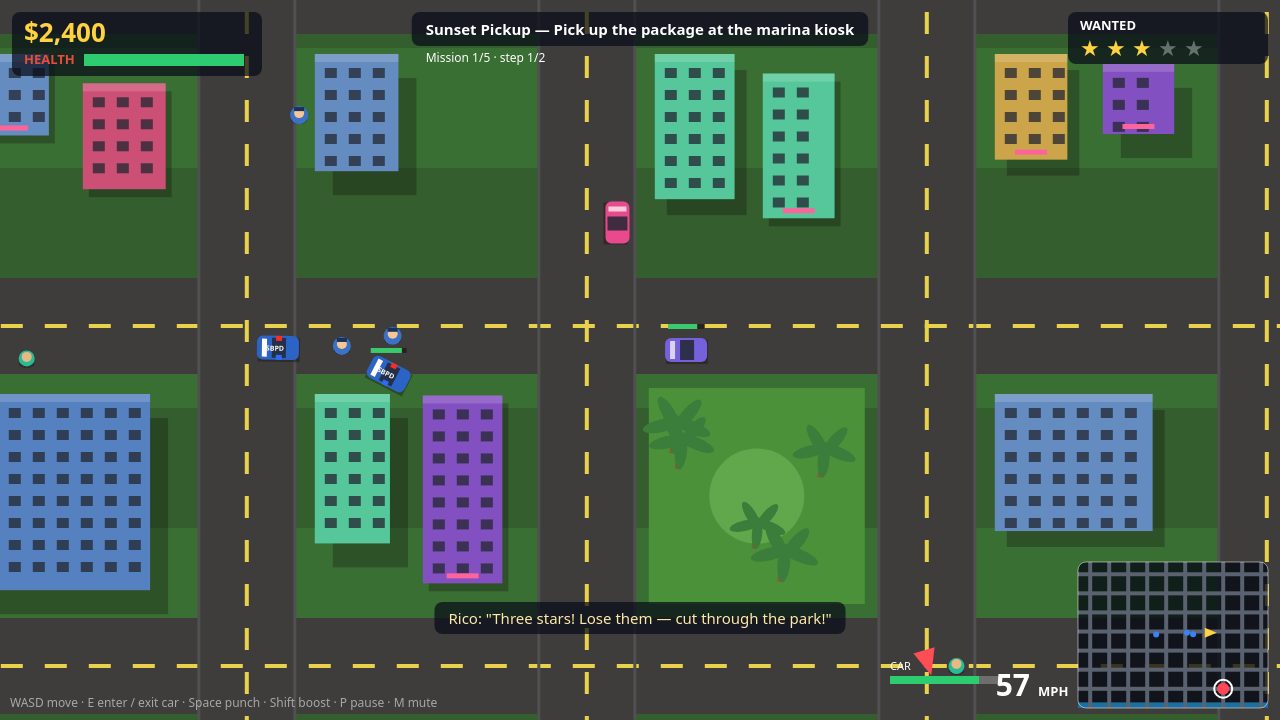 $2,400
HEALTH
Sunset Pickup — Pick up the package at the marina kiosk
Mission 1/5 · step 1/2
WANTED
SBPD
SBPD
Rico: "Three stars! Lose them — cut through the park!"
CAR
57 MPH
WASD move · E enter / exit car · Space punch · Shift boost · P pause · M mute